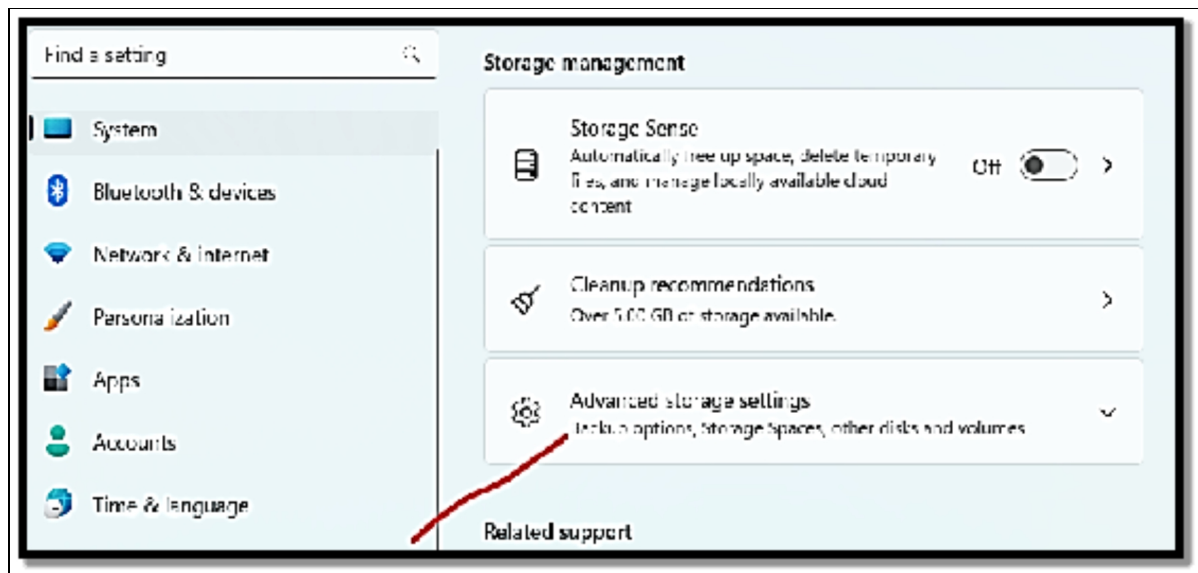 Find a setting
System
Bluetooth & devices
Network & internet
Personalization
Apps
Accounts
Time & language
Storage management
Storage Sense
Automatically free up space, delete temporary
files, and manage locally available cloud
content
Off
Cleanup recommendations
Over GB of storage available.
Advanced storage settings
Backup options, Storage Spaces, other disks and volumes
Related support